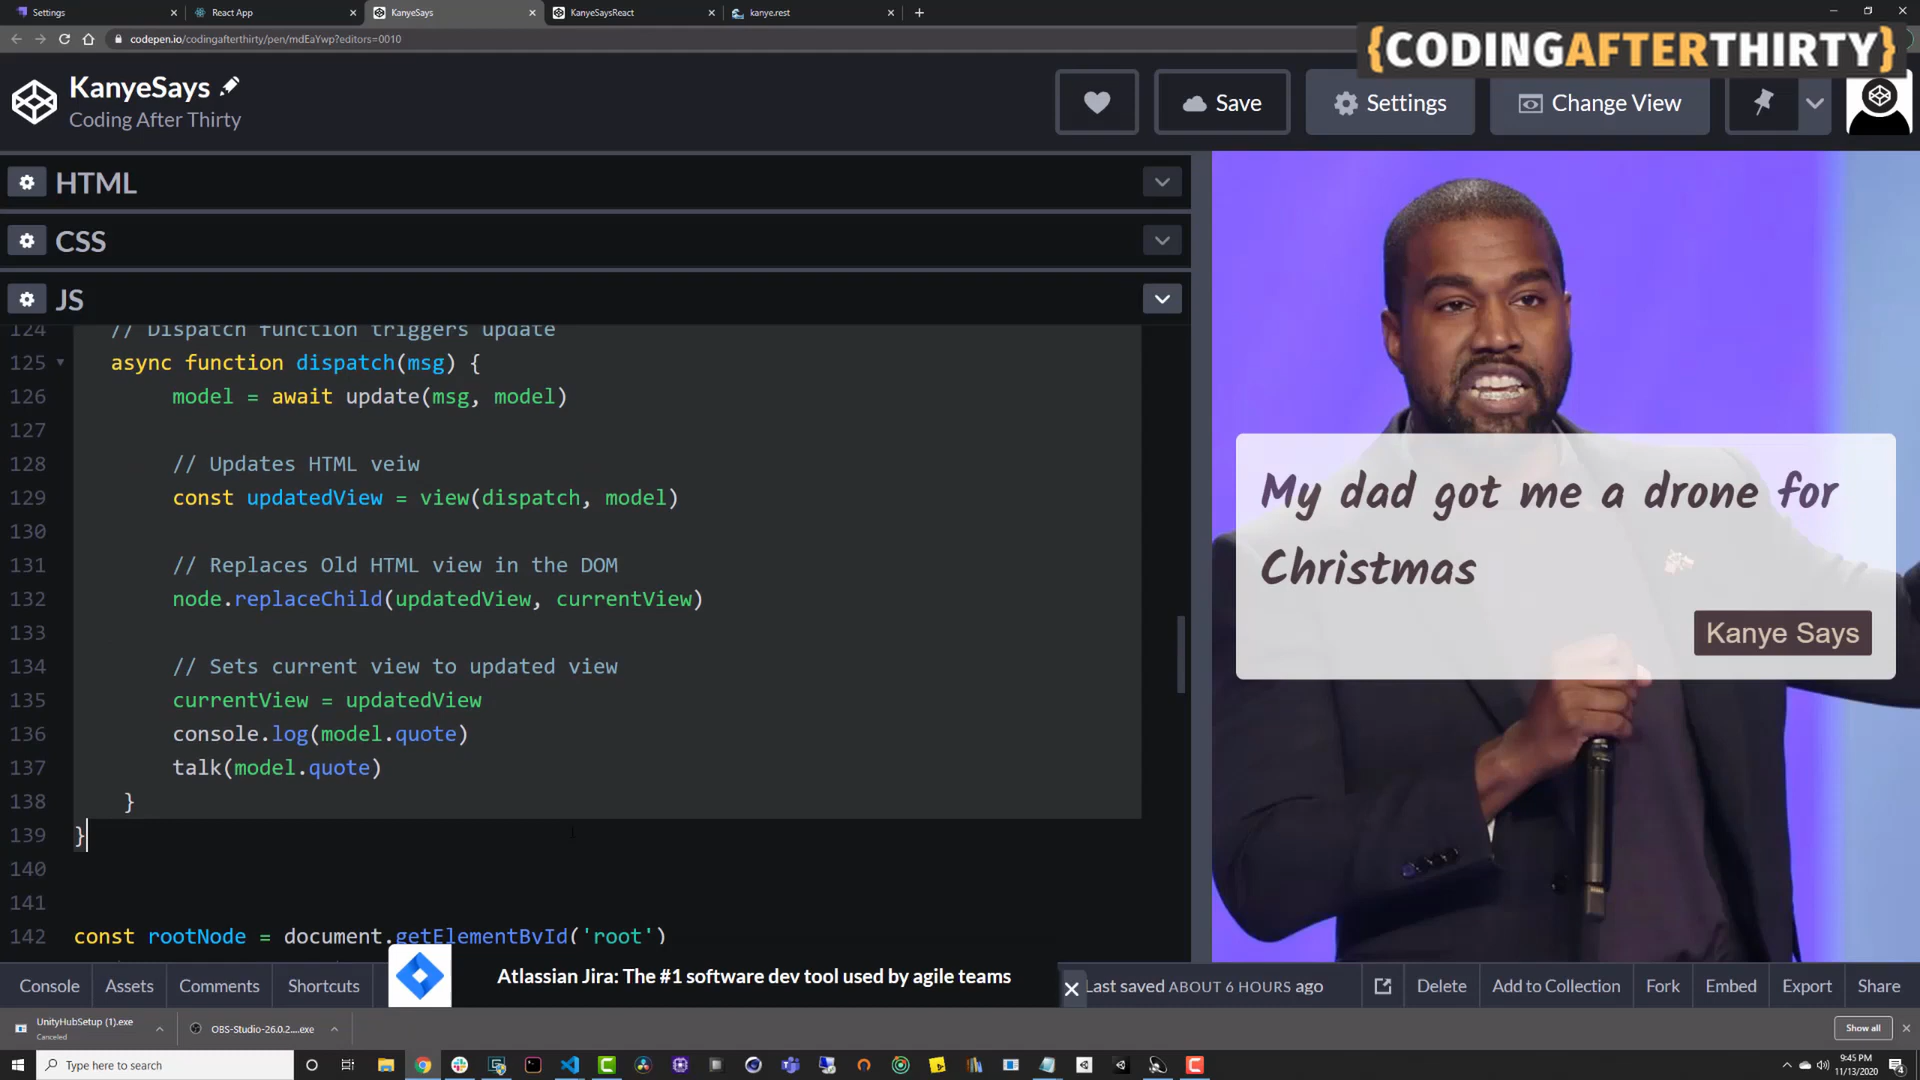 Settings
React App
KanyeSays
KanyeSaysReact
kanye.rest
codepen.io/codingafterthirty/pen/mdEaYwp?editors=0010
{CODINGAFTERTHIRTY}
KanyeSays
Coding After Thirty
Save
Settings
Change View
HTML
CSS
JS
124 // Dispatch function triggers update
125 async function dispatch(msg) {
126 model = await update(msg, model)
127
128 // Updates HTML veiw
129 const updatedView = view(dispatch, model)
130
131 // Replaces Old HTML view in the DOM
132 node.replaceChild(updatedView, currentView)
133
134 // Sets current view to updated view
135 currentView = updatedView
136 console.log(model.quote)
137 talk(model.quote)
138 }
139 }
140
141
142 const rootNode = document.getElementById('root')
My dad got me a drone for
Christmas
Kanye Says
Console
Assets
Comments
Shortcuts
Atlassian Jira: The #1 software dev tool used by agile teams
Last saved ABOUT 6 HOURS ago
Delete
Add to Collection
Fork
Embed
Export
Share
UnityHubSetup (1).exe
Canceled
OBS-Studio-26.0.2....exe
Show all
Type here to search
9:45 PM
11/13/2020